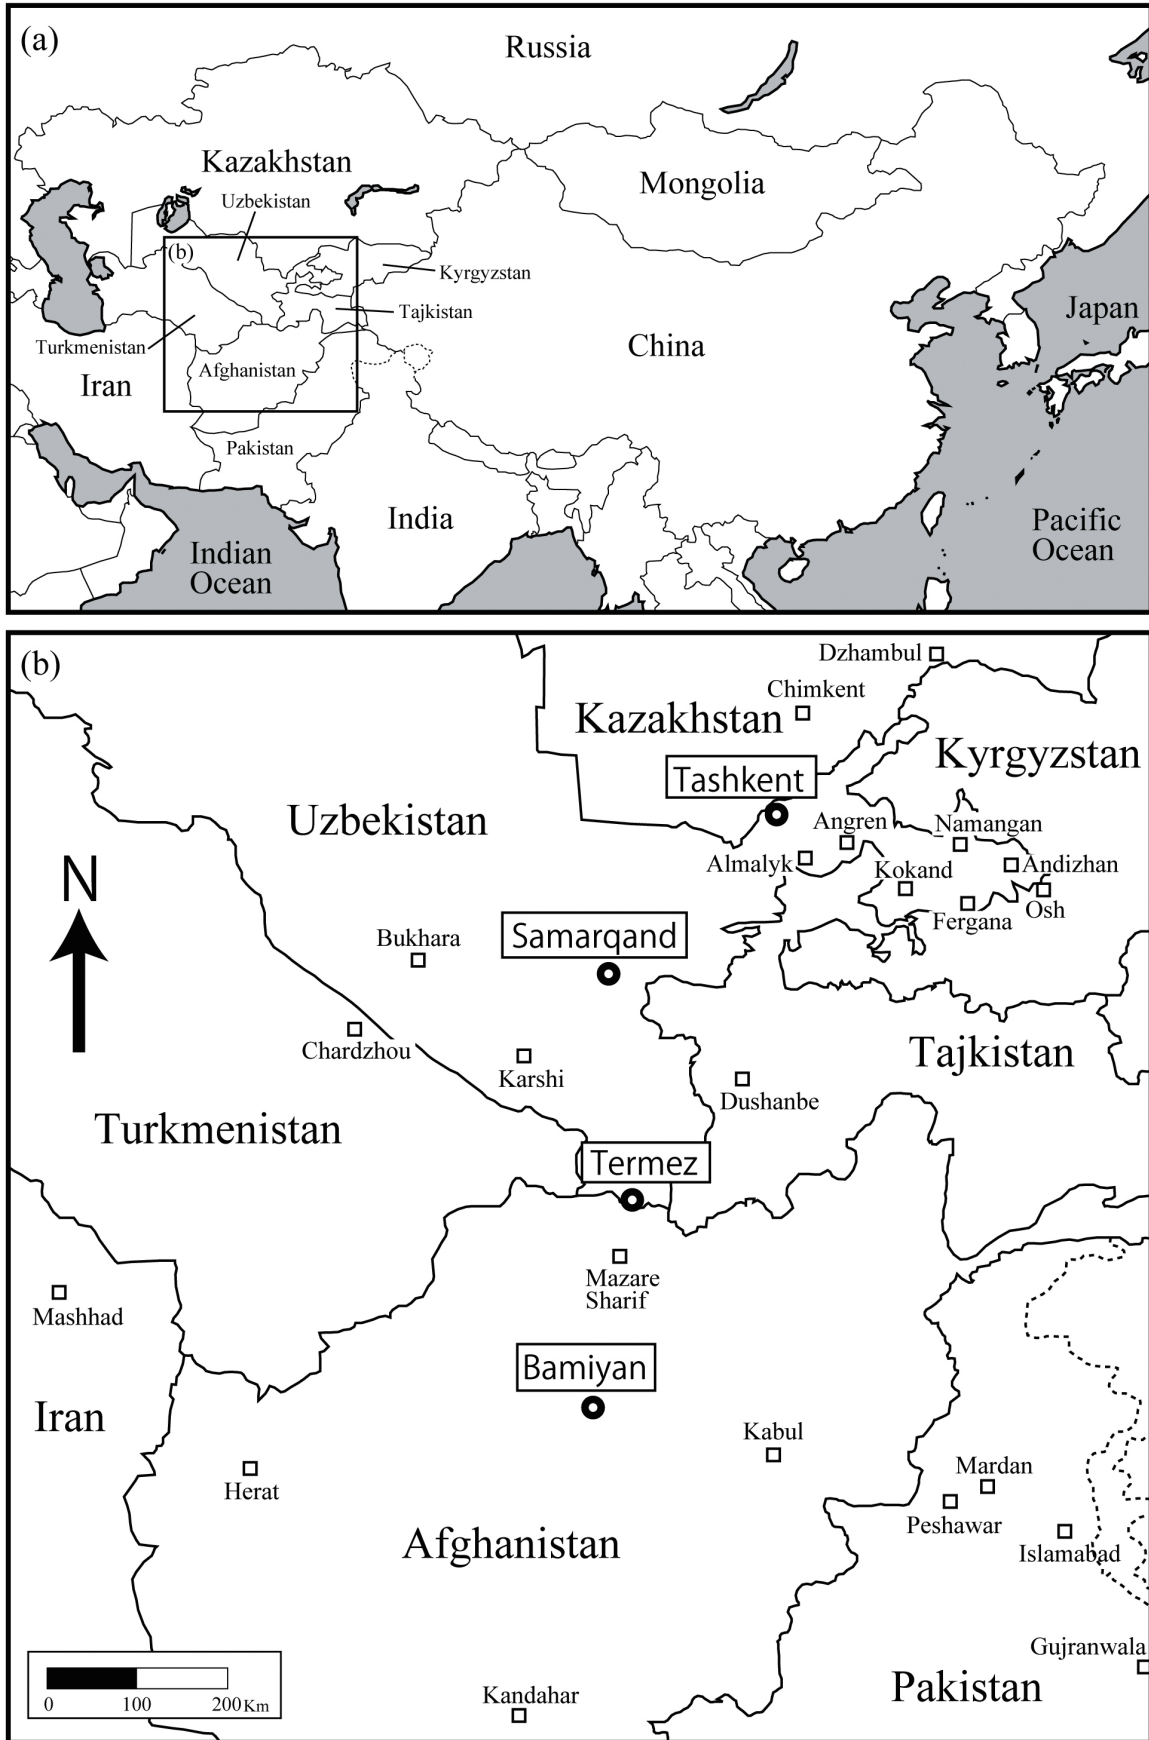 (a)
Russia
Kazakhstan
Mongolia
Uzbekistan
(b)
Kyrgyzstan
Tajkistan
Japan
Turkmenistan
China
Afghanistan
Iran
Pakistan
India
Pacific
Ocean
Indian
Ocean
(b)
Dzhambul
Chimkent
Kazakhstan
Kyrgyzstan
Tashkent
Uzbekistan
Angren
Namangan
Almalyk
Kokand
Andizhan
N
Osh
Fergana
Samarqand
Bukhara
Chardzhou
Karshi
Tajkistan
Dushanbe
Turkmenistan
Termez
Mazare
Sharif
Mashhad
Bamiyan
Iran
Kabul
Mardan
Herat
Peshawar
Afghanistan
Islamabad
Gujranwala
Pakistan
Kandahar
0 100 200 Km